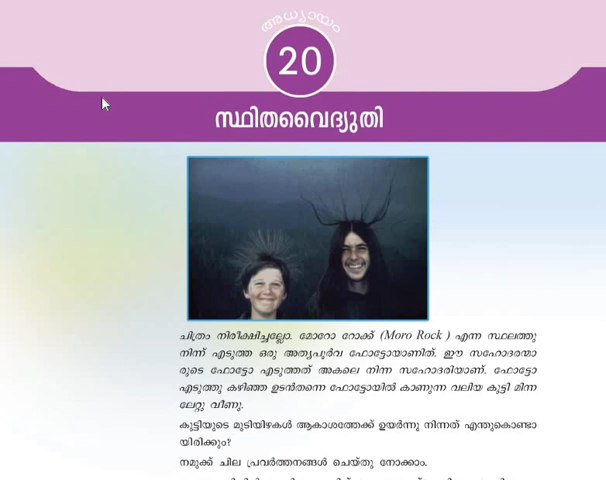 അധ്യായം
20
സ്ഥിതവൈദ്യുതി
ചിത്രം നിരീക്ഷിച്ചല്ലോ. മോറോ റോക്ക് (Moro Rock ) എന്ന സ്ഥലത്തു
നിന്ന് എടുത്ത ഒരു അത്യപൂർവ ഫോട്ടോയാണിത്. ഈ സഹോദരന്മാ
രുടെ ഫോട്ടോ എടുത്തത് അകലെ നിന്ന സഹോദരിയാണ്. ഫോട്ടോ
എടുത്തു കഴിഞ്ഞ ഉടൻതന്നെ ഫോട്ടോയിൽ കാണുന്ന വലിയ കുട്ടി മിന്ന
ലേറ്റു വീണു.
കുട്ടിയുടെ മുടിയിഴകൾ ആകാശത്തേക്ക് ഉയർന്നു നിന്നത് എന്തുകൊണ്ടാ
യിരിക്കും?
നമുക്ക് ചില പ്രവർത്തനങ്ങൾ ചെയ്തു നോക്കാം.